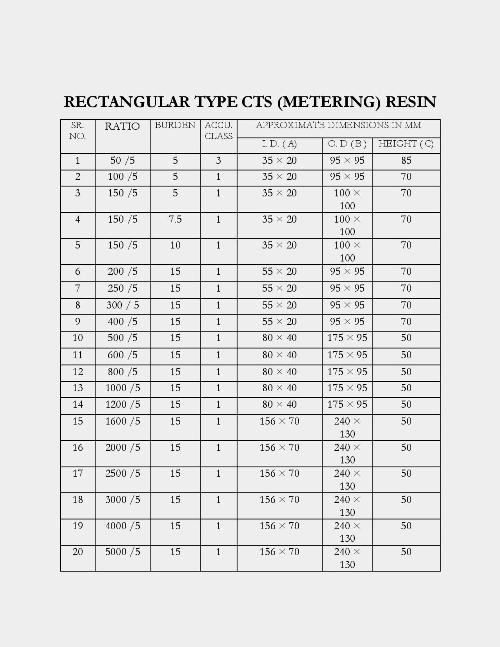 RECTANGULAR TYPE CTS (METERING) RESIN
SR. NO. RATIO BURDEN ACCU. CLASS APPROXIMATE DIMENSIONS IN MM
I. D. ( A ) O. D ( B ) HEIGHT ( C )
1 50 /5 5 3 35 × 20 95 × 95 85
2 100 /5 5 1 35 × 20 95 × 95 70
3 150 /5 5 1 35 × 20 100 × 100 70
4 150 /5 7.5 1 35 × 20 100 × 100 70
5 150 /5 10 1 35 × 20 100 × 100 70
6 200 /5 15 1 55 × 20 95 × 95 70
7 250 /5 15 1 55 × 20 95 × 95 70
8 300 / 5 15 1 55 × 20 95 × 95 70
9 400 /5 15 1 55 × 20 95 × 95 70
10 500 /5 15 1 80 × 40 175 × 95 50
11 600 /5 15 1 80 × 40 175 × 95 50
12 800 /5 15 1 80 × 40 175 × 95 50
13 1000 /5 15 1 80 × 40 175 × 95 50
14 1200 /5 15 1 80 × 40 175 × 95 50
15 1600 /5 15 1 156 × 70 240 × 130 50
16 2000 /5 15 1 156 × 70 240 × 130 50
17 2500 /5 15 1 156 × 70 240 × 130 50
18 3000 /5 15 1 156 × 70 240 × 130 50
19 4000 /5 15 1 156 × 70 240 × 130 50
20 5000 /5 15 1 156 × 70 240 × 130 50